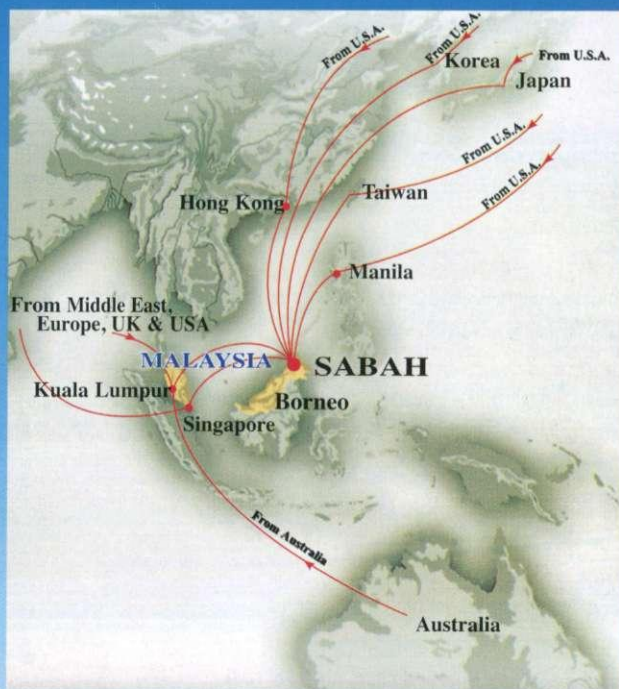 From U.S.A.
From U.S.A.
Korea
From U.S.A.
Japan
From U.S.A.
Hong Kong
Taiwan
From U.S.A.
Manila
From Middle East,
Europe, UK & USA
MALAYSIA
SABAH
Kuala Lumpur
Borneo
Singapore
From Australia
Australia